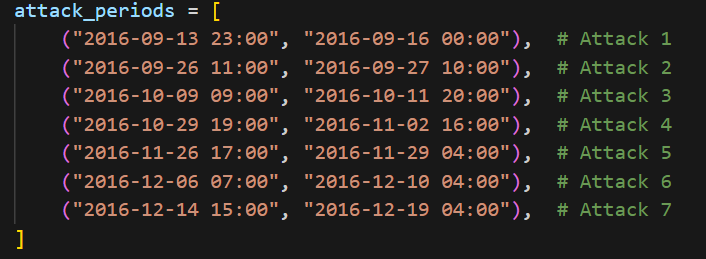 attack_periods = [
    ("2016-09-13 23:00", "2016-09-16 00:00"),  # Attack 1
    ("2016-09-26 11:00", "2016-09-27 10:00"),  # Attack 2
    ("2016-10-09 09:00", "2016-10-11 20:00"),  # Attack 3
    ("2016-10-29 19:00", "2016-11-02 16:00"),  # Attack 4
    ("2016-11-26 17:00", "2016-11-29 04:00"),  # Attack 5
    ("2016-12-06 07:00", "2016-12-10 04:00"),  # Attack 6
    ("2016-12-14 15:00", "2016-12-19 04:00"),  # Attack 7
]